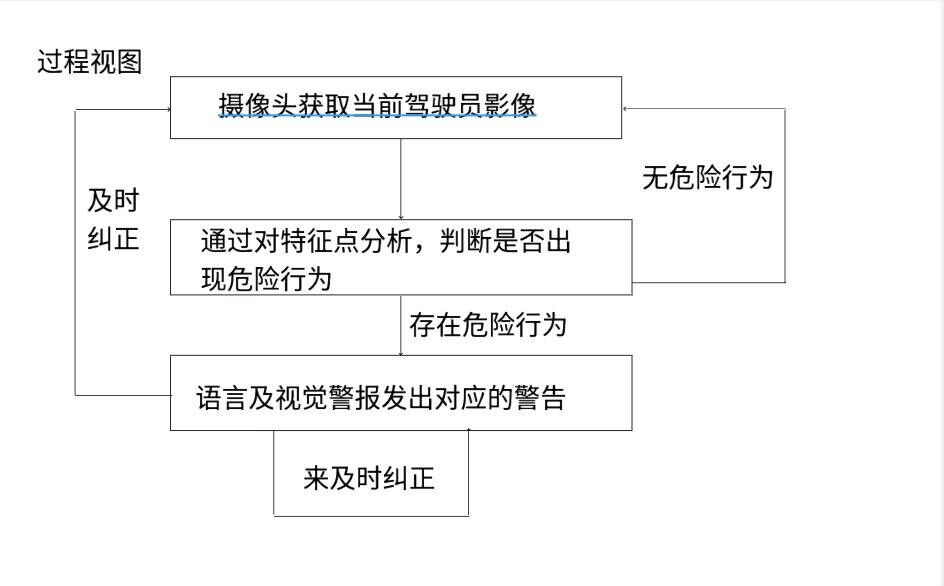 过程视图
摄像头获取当前驾驶员影像
无危险行为
及时
纠正
通过对特征点分析，判断是否出
现危险行为
存在危险行为
语言及视觉警报发出对应的警告
来及时纠正